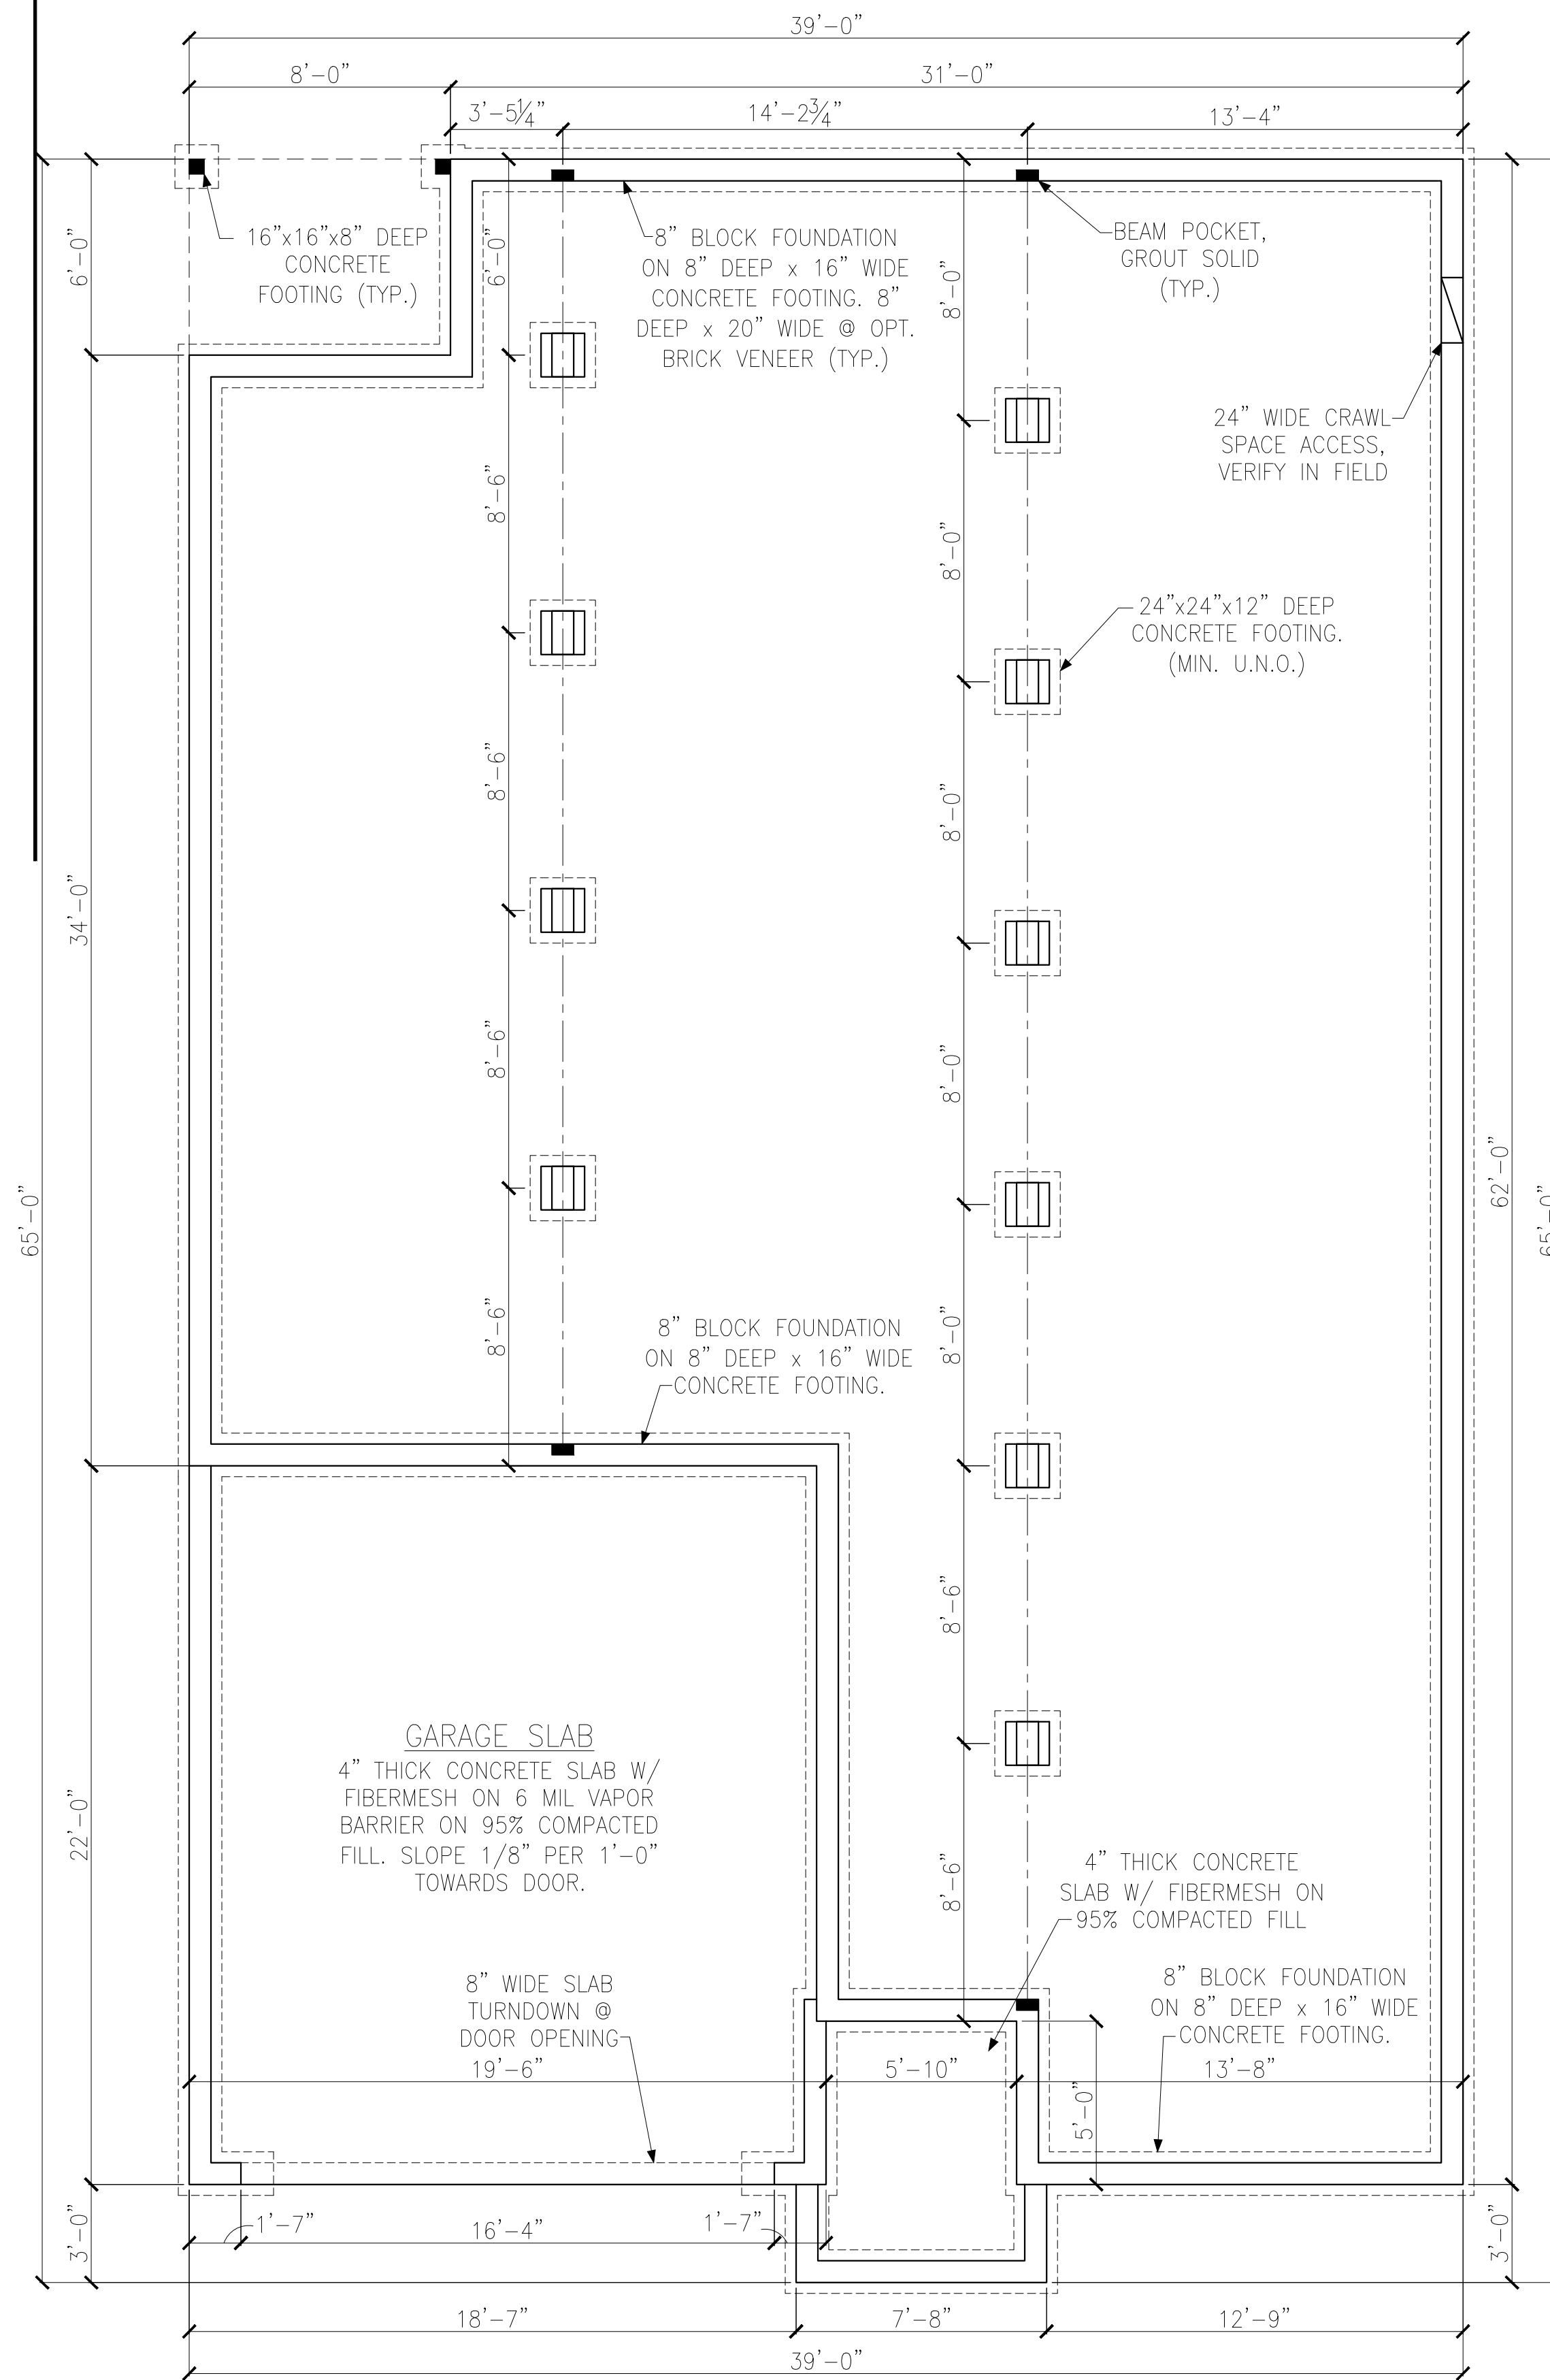 39'-0"
8'-0"
31'-0"
3'-5¼"
14'-2¾"
13'-4"
16"x16"x8" DEEP
CONCRETE
FOOTING (TYP.)
8" BLOCK FOUNDATION
ON 8" DEEP x 16" WIDE
CONCRETE FOOTING. 8"
DEEP x 20" WIDE @ OPT.
BRICK VENEER (TYP.)
BEAM POCKET,
GROUT SOLID
(TYP.)
6'-0"
6'-0"
8'-0"
24" WIDE CRAWL
SPACE ACCESS,
VERIFY IN FIELD
8'-6"
8'-0"
24"x24"x12" DEEP
CONCRETE FOOTING.
(MIN. U.N.O.)
8'-6"
8'-0"
34'-0"
8'-6"
8'-0"
65'-0"
62'-0"
65'-0"
8'-6"
8'-0"
8" BLOCK FOUNDATION
ON 8" DEEP x 16" WIDE
CONCRETE FOOTING.
8'-6"
GARAGE SLAB
4" THICK CONCRETE SLAB W/
FIBERMESH ON 6 MIL VAPOR
BARRIER ON 95% COMPACTED
FILL. SLOPE 1/8" PER 1'-0"
TOWARDS DOOR.
22'-0"
8'-6"
4" THICK CONCRETE
SLAB W/ FIBERMESH ON
95% COMPACTED FILL
8" WIDE SLAB
TURNDOWN @
DOOR OPENING
8" BLOCK FOUNDATION
ON 8" DEEP x 16" WIDE
CONCRETE FOOTING.
19'-6"
5'-10"
13'-8"
5'-0"
1'-7"
16'-4"
1'-7"
3'-0"
3'-0"
18'-7"
7'-8"
12'-9"
39'-0"